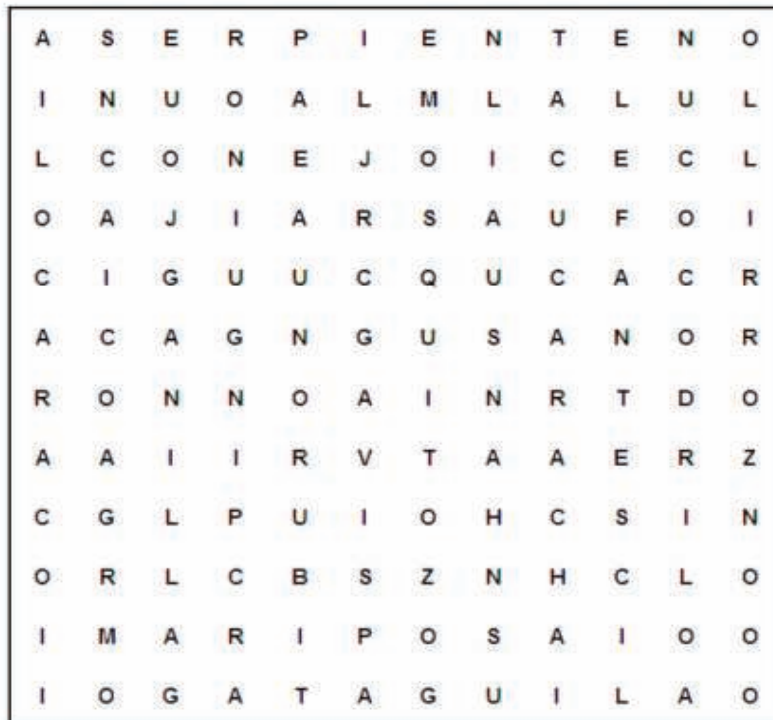 A S E R P I E N T E N O
I N U O A L M L A L U L
L C O N E J O I C E C L
O A J I A R S A U F O I
C I G U U C Q U C A C R
A C A G N G U S A N O R
R O N N O A I N R T D O
A A I I R V T A A E R Z
C G L P U I O H C S I N
O R L C B S Z N H C L O
I M A R I P O S A I O O
I O G A T A G U I L A O